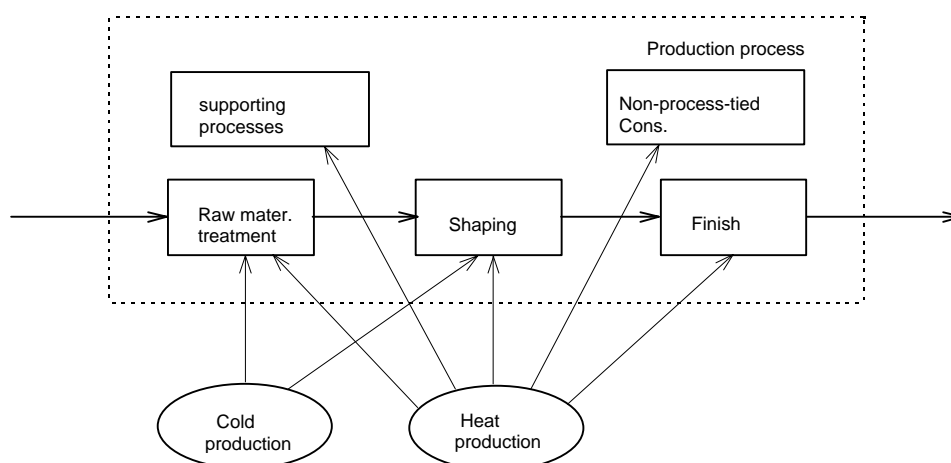 Production process
supporting
processes
Non-process-tied
Cons.
Raw mater.
treatment
Shaping
Finish
Cold
production
Heat
production